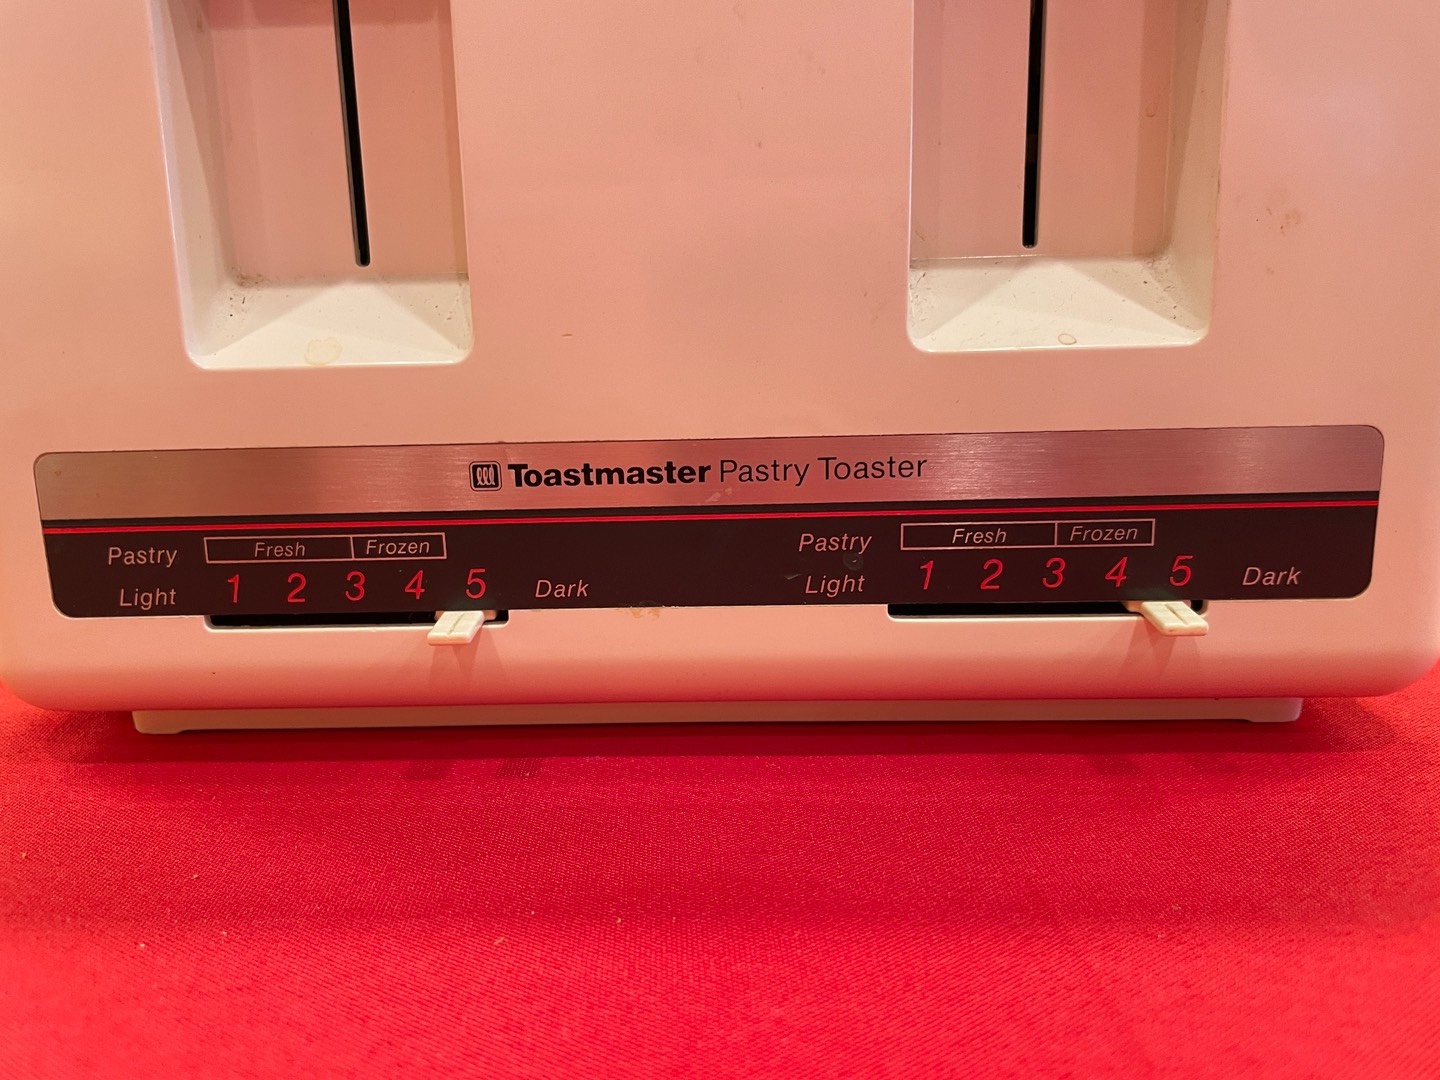 Toastmaster Pastry Toaster
Pastry Fresh Frozen
Light 1 2 3 4 5 Dark
Pastry Fresh Frozen
Light 1 2 3 4 5 Dark